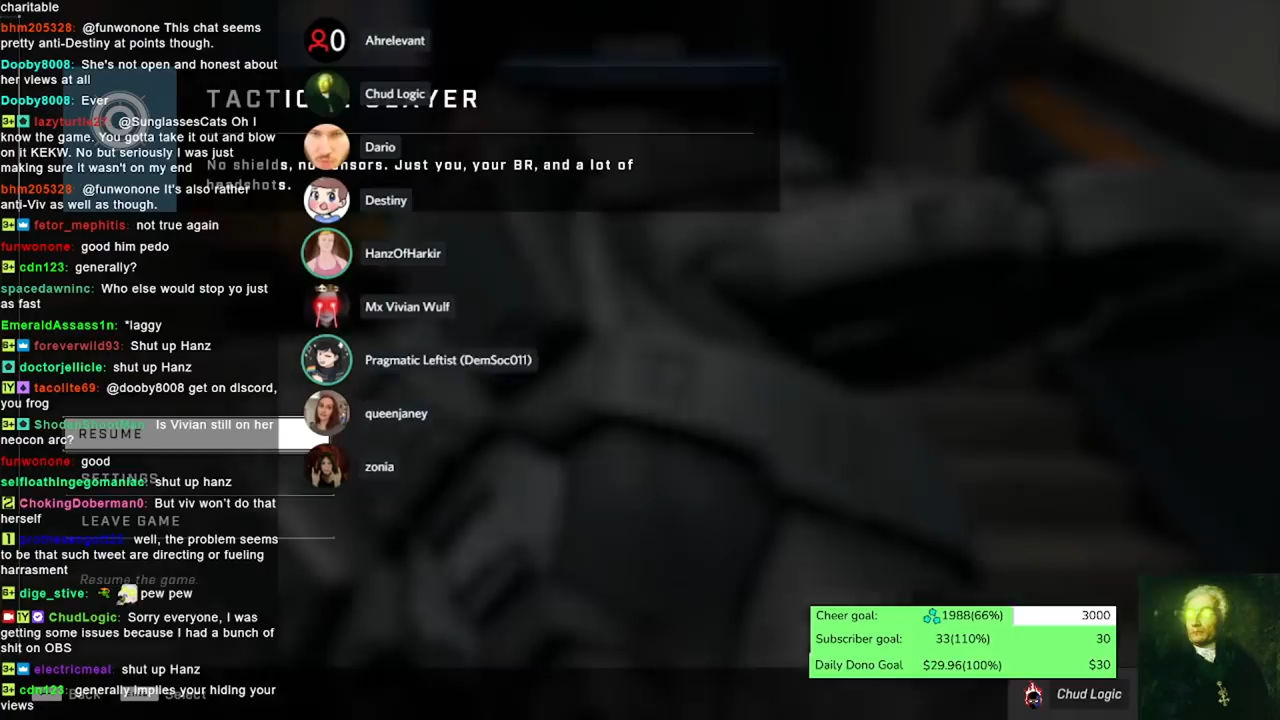 charitable
bhm205328: @funwonone This chat seems
pretty anti-Destiny at points though.
Dooby8008: She's not open and honest about
her views at all
Dooby8008: Ever
@SunglassesCats Oh I
know the game. You gotta take it out and blow
on it KEKW. No but seriously I was just
making sure it wasn't on my end
bhm205328: @funwonone It's also rather
anti-Viv as well as though.
fetor_mephitis: not true again
funwonone: good him pedo
cdn123: generally?
spacedawninc: Who else would stop yo just
as fast
EmeraldAssass1n: *laggy
foreverwild93: Shut up Hanz
doctorjellicle: shut up Hanz
tacolite69: @dooby8008 get on discord,
you frog
Is Vivian still on her
neocon arc?
funwonone: good
selfloathingegomaniac: shut up hanz
ChokingDoberman0: But viv won't do that
herself
well, the problem seems
to be that such tweet are directing or fueling
harrasment
dige_stive: pew pew
ChudLogic: Sorry everyone, I was
getting some issues because I had a bunch of
shit on OBS
electricmeal: shut up Hanz
cdn123: generally implies your hiding your
views
TACTICAL SLAYER
No shields, no sensors. Just you, your BR, and a lot of
headshots.
RESUME
SETTINGS
LEAVE GAME
Resume the game.
Back
Select
0
Ahrelevant
Chud Logic
Dario
Destiny
HanzOfHarkir
Mx Vivian Wulf
Pragmatic Leftist (DemSoc011)
queenjaney
zonia
Cheer goal: 1988(66%) 3000
Subscriber goal: 33(110%) 30
Daily Dono Goal $29.96(100%) $30
Chud Logic